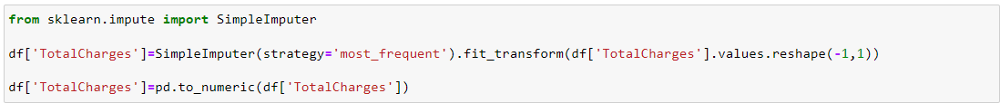 from sklearn.impute import SimpleImputer
df['TotalCharges']=SimpleImputer(strategy='most_frequent').fit_transform(df['TotalCharges'].values.reshape(-1,1))
df['TotalCharges']=pd.to_numeric(df['TotalCharges'])